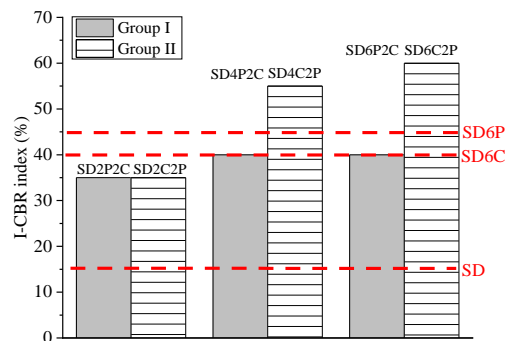 70
60
50
40
30
20
10
0
I-CBR index (%)
Group I
Group II
SD2P2C SD2C2P
SD4P2C SD4C2P
SD6P2C SD6C2P
SD6P
SD6C
SD